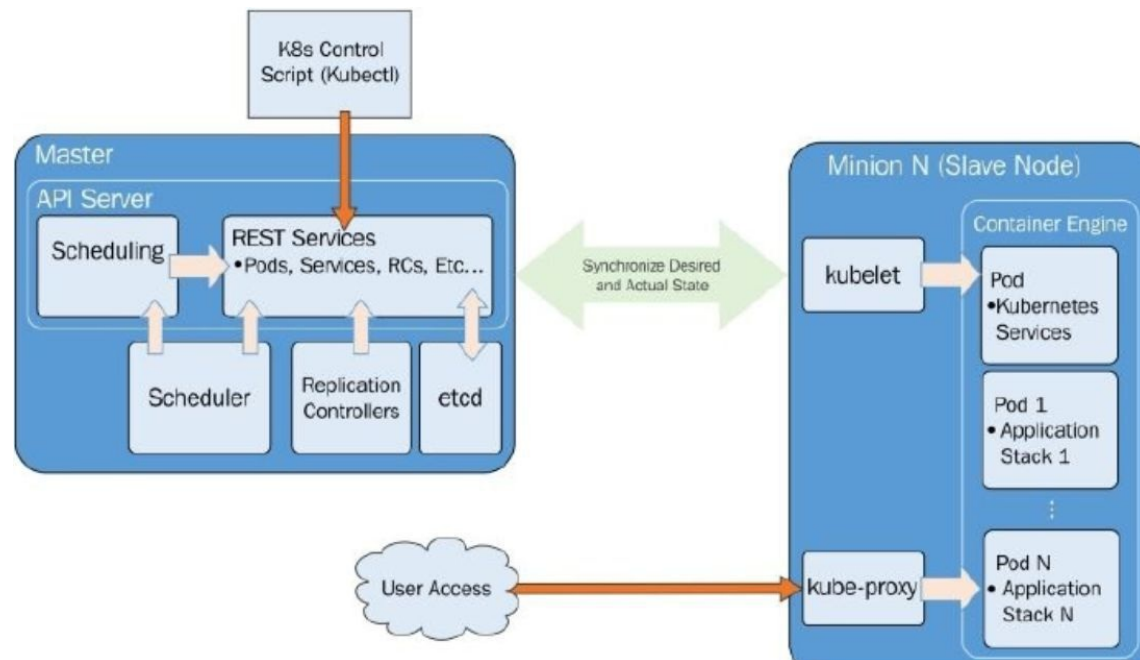 K8s Control
Script (Kubectl)
Master
API Server
Scheduling
REST Services
•Pods, Services, RCs, Etc...
Scheduler
Replication
Controllers
etcd
Synchronize Desired
and Actual State
Minion N (Slave Node)
Container Engine
kubelet
Pod
•Kubernetes
Services
Pod 1
• Application
Stack 1
⋮
User Access
kube-proxy
Pod N
• Application
Stack N